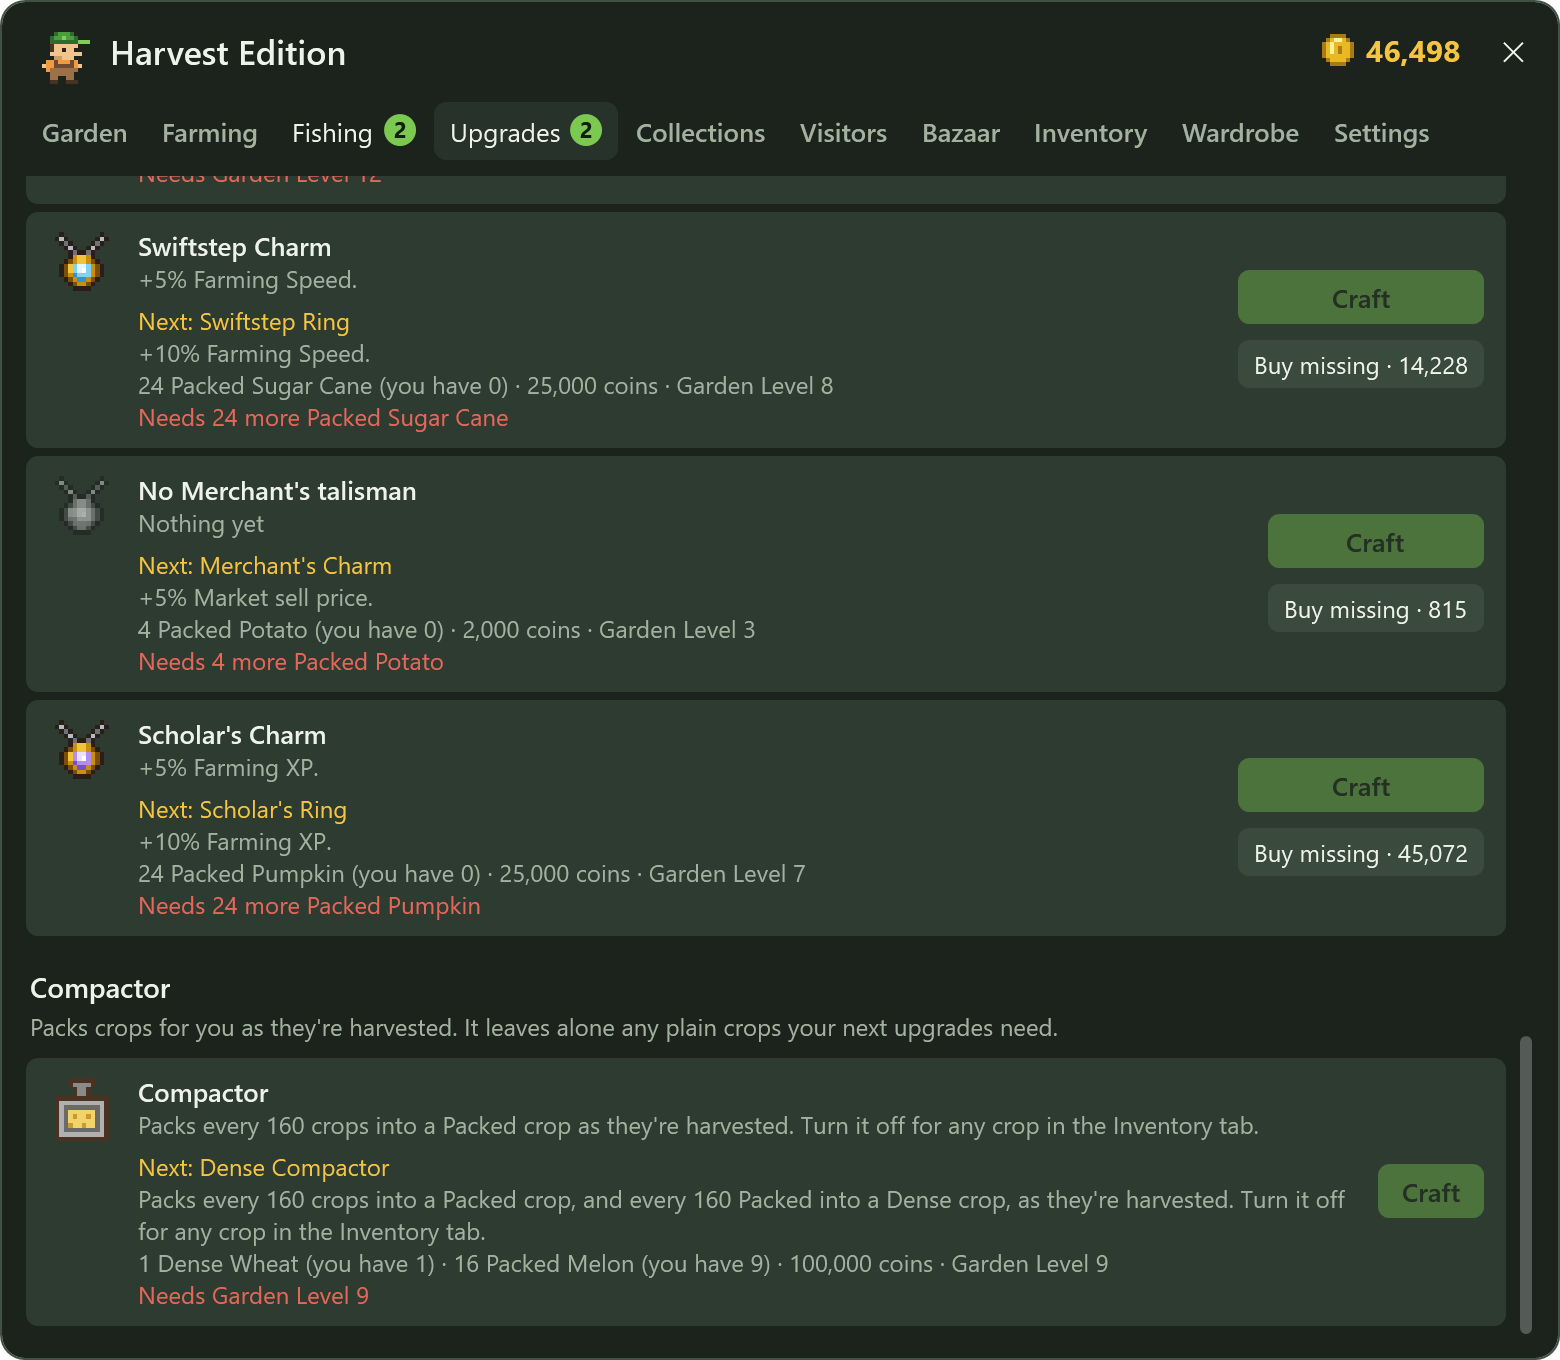 Harvest Edition
46,498
Garden Farming Fishing 2 Upgrades 2 Collections Visitors Bazaar Inventory Wardrobe Settings
Needs Garden Level 12
Swiftstep Charm
+5% Farming Speed.
Next: Swiftstep Ring
+10% Farming Speed.
24 Packed Sugar Cane (you have 0) · 25,000 coins · Garden Level 8
Needs 24 more Packed Sugar Cane
Craft
Buy missing · 14,228
No Merchant's talisman
Nothing yet
Next: Merchant's Charm
+5% Market sell price.
4 Packed Potato (you have 0) · 2,000 coins · Garden Level 3
Needs 4 more Packed Potato
Craft
Buy missing · 815
Scholar's Charm
+5% Farming XP.
Next: Scholar's Ring
+10% Farming XP.
24 Packed Pumpkin (you have 0) · 25,000 coins · Garden Level 7
Needs 24 more Packed Pumpkin
Craft
Buy missing · 45,072
Compactor
Packs crops for you as they're harvested. It leaves alone any plain crops your next upgrades need.
Compactor
Packs every 160 crops into a Packed crop as they're harvested. Turn it off for any crop in the Inventory tab.
Next: Dense Compactor
Packs every 160 crops into a Packed crop, and every 160 Packed into a Dense crop, as they're harvested. Turn it off
for any crop in the Inventory tab.
1 Dense Wheat (you have 1) · 16 Packed Melon (you have 9) · 100,000 coins · Garden Level 9
Needs Garden Level 9
Craft